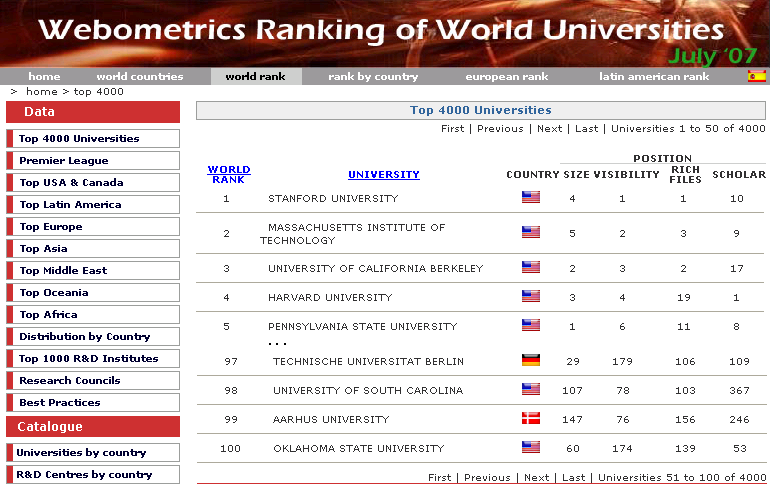 Webometrics Ranking of World Universities
July '07
home world countries world rank rank by country european rank latin american rank
> home > top 4000
Data
Top 4000 Universities
Premier League
Top USA & Canada
Top Latin America
Top Europe
Top Asia
Top Middle East
Top Oceania
Top Africa
Distribution by Country
Top 1000 R&D Institutes
Research Councils
Best Practices
Catalogue
Universities by country
R&D Centres by country
Top 4000 Universities
First | Previous | Next | Last | Universities 1 to 50 of 4000
POSITION
WORLD RANK UNIVERSITY COUNTRY SIZE VISIBILITY RICH FILES SCHOLAR
1 STANFORD UNIVERSITY 4 1 1 10
2 MASSACHUSETTS INSTITUTE OF
TECHNOLOGY 5 2 3 9
3 UNIVERSITY OF CALIFORNIA BERKELEY 2 3 2 17
4 HARVARD UNIVERSITY 3 4 19 1
5 PENNSYLVANIA STATE UNIVERSITY 1 6 11 8
...
97 TECHNISCHE UNIVERSITAT BERLIN 29 179 106 109
98 UNIVERSITY OF SOUTH CAROLINA 107 78 103 367
99 AARHUS UNIVERSITY 147 76 156 246
100 OKLAHOMA STATE UNIVERSITY 60 174 139 53
First | Previous | Next | Last | Universities 51 to 100 of 4000